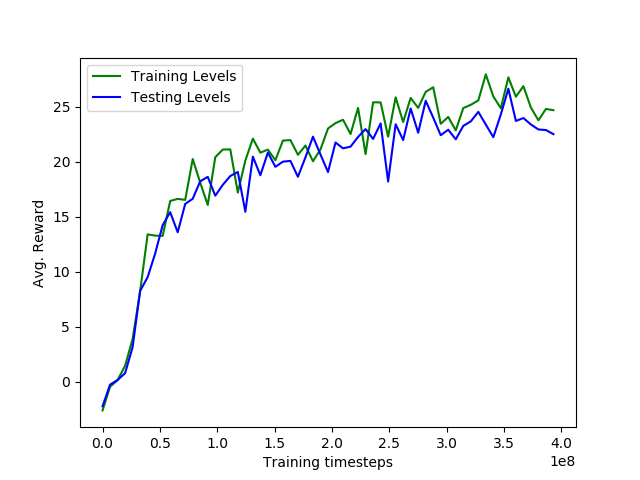 Training Levels
Testing Levels
25
20
15
10
5
0
Avg. Reward
0.0 0.5 1.0 1.5 2.0 2.5 3.0 3.5 4.0
1e8
Training timesteps